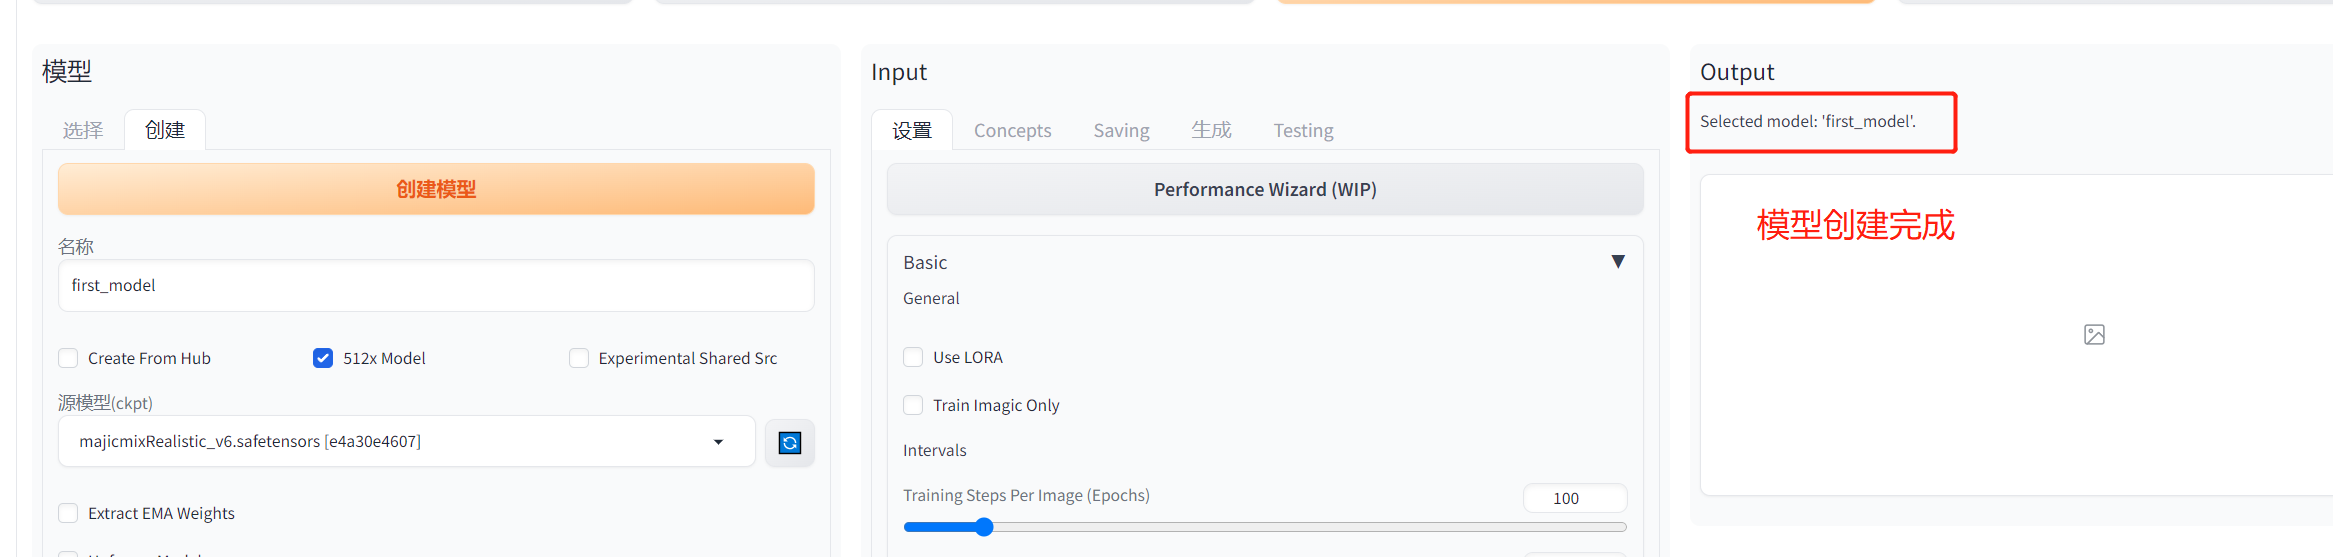 模型
选择
创建
创建模型
名称
first_model
Create From Hub
512x Model
Experimental Shared Src
源模型(ckpt)
majicmixRealistic_v6.safetensors [e4a30e4607]
Extract EMA Weights
Input
设置
Concepts
Saving
生成
Testing
Performance Wizard (WIP)
Basic
General
Use LORA
Train Imagic Only
Intervals
Training Steps Per Image (Epochs)
100
Output
Selected model: 'first_model'.
模型创建完成